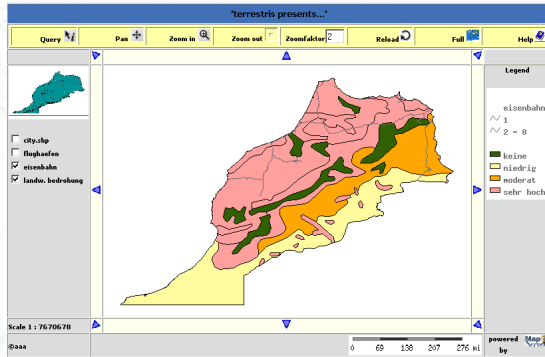 'terrestris presents...'
Query Pan Zoom in Zoom out Zoomfaktor 2 Reload Full Help
Legend
eisenbahn
1
2 - 8
keine
niedrig
moderat
sehr hoch
city.shp
flughaefen
eisenbahn
landw. bedrohung
Scale 1 : 7670678
©aaa
0 69 138 207 276 mi
powered by
Map